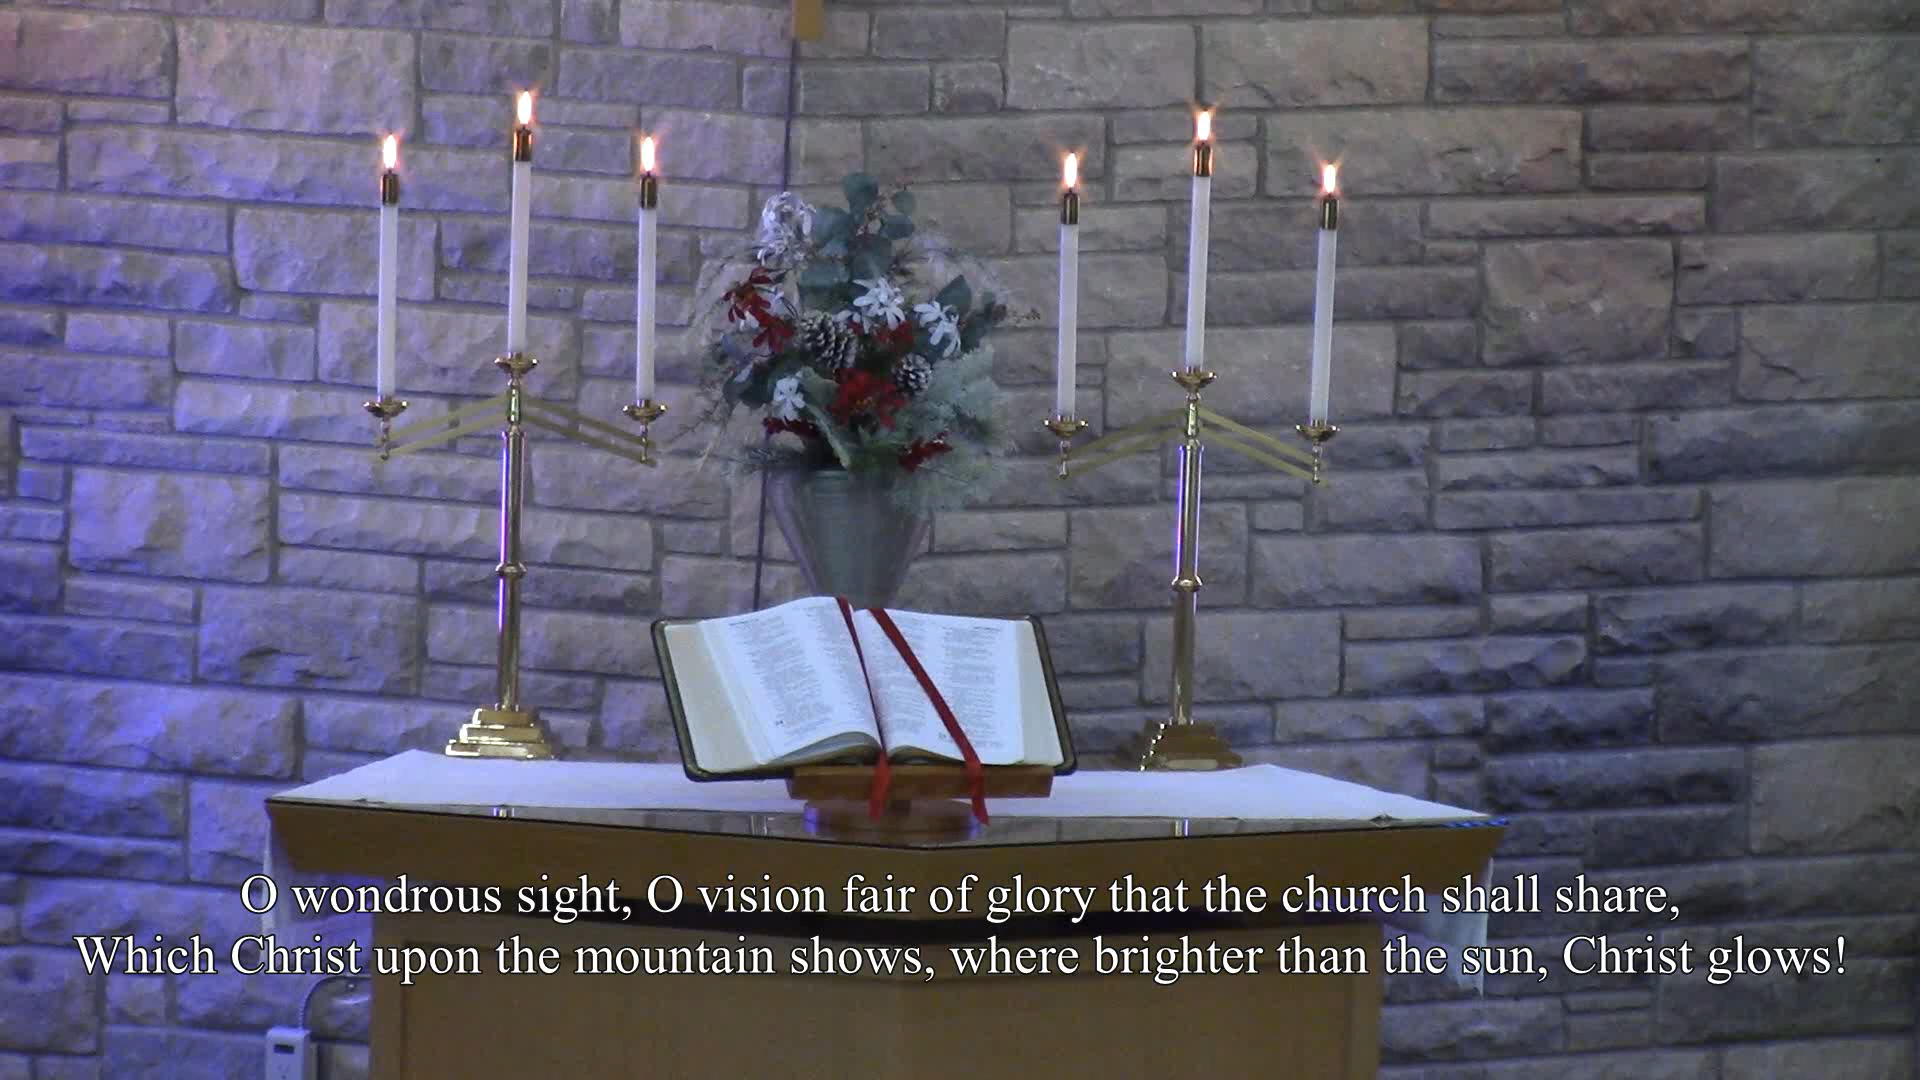 O wondrous sight, O vision fair of glory that the church shall share,
Which Christ upon the mountain shows, where brighter than the sun, Christ glows!